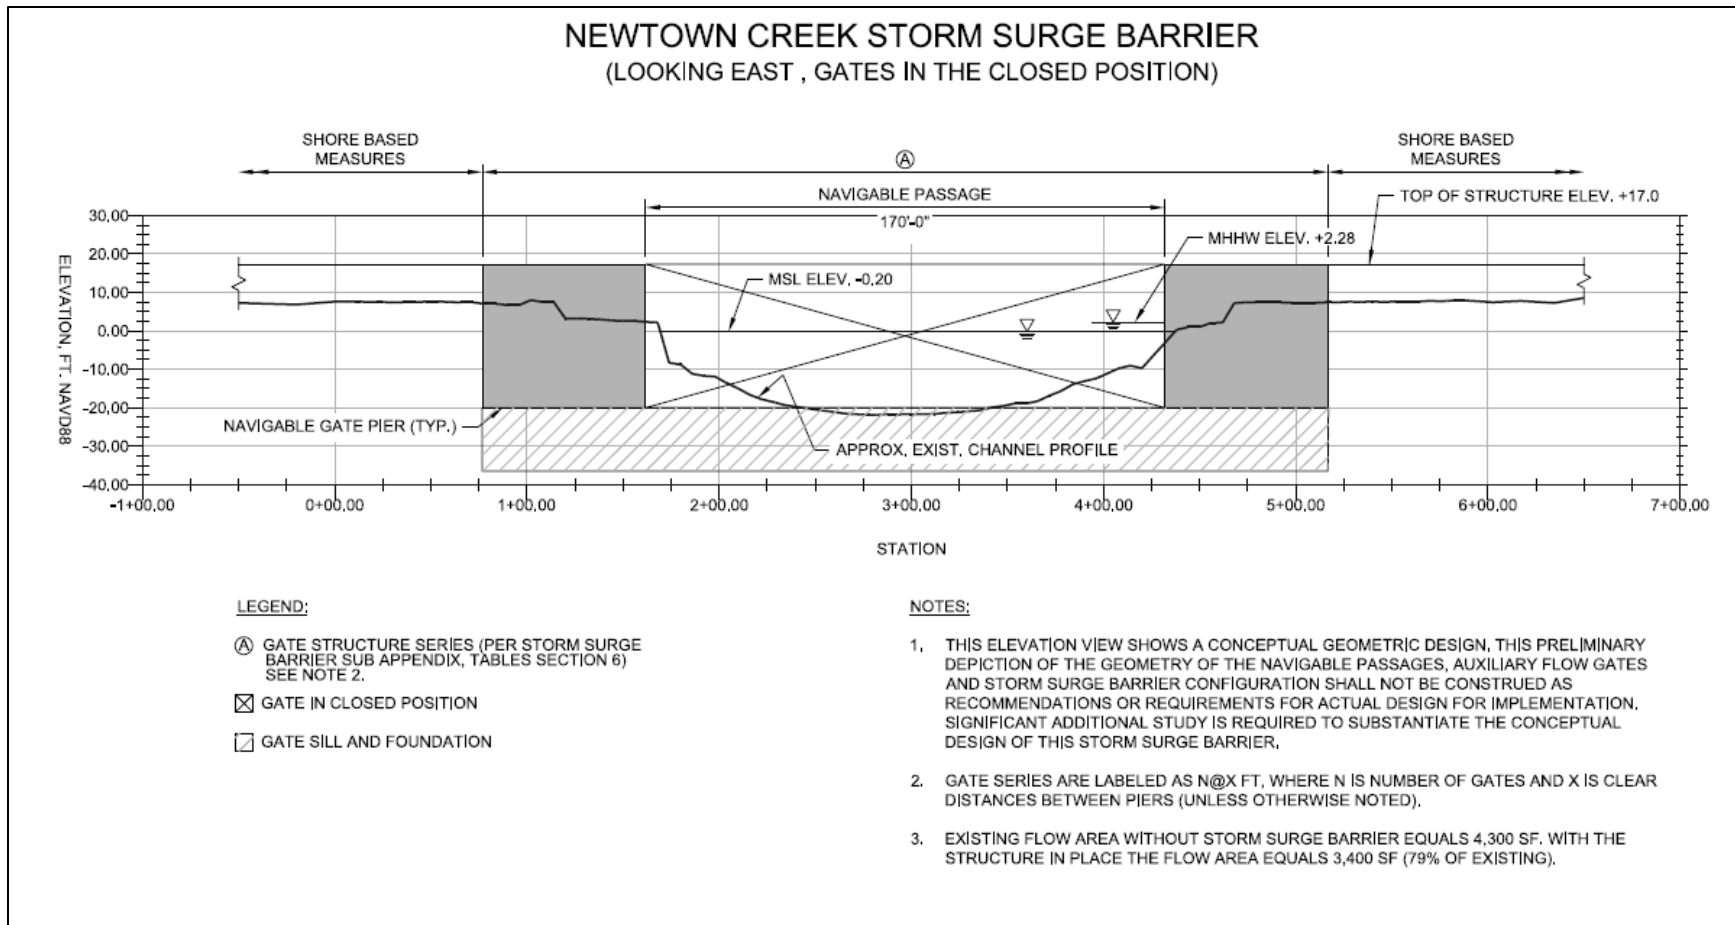 NEWTOWN CREEK STORM SURGE BARRIER
(LOOKING EAST , GATES IN THE CLOSED POSITION)
SHORE BASED
MEASURES
A
SHORE BASED
MEASURES
NAVIGABLE PASSAGE
170'-0"
TOP OF STRUCTURE ELEV. +17.0
MHHW ELEV. +2.28
MSL ELEV. -0.20
ELEVATION, FT. NAVD88
30.00
20.00
10.00
0.00
-10.00
-20.00
-30.00
-40.00
NAVIGABLE GATE PIER (TYP.)
APPROX. EXIST. CHANNEL PROFILE
-1+00.00
0+00.00
1+00.00
2+00.00
3+00.00
4+00.00
5+00.00
6+00.00
7+00.00
STATION
LEGEND:
A GATE STRUCTURE SERIES (PER STORM SURGE
BARRIER SUB APPENDIX, TABLES SECTION 6)
SEE NOTE 2.
GATE IN CLOSED POSITION
GATE SILL AND FOUNDATION
NOTES:
1. THIS ELEVATION VIEW SHOWS A CONCEPTUAL GEOMETRIC DESIGN. THIS PRELIMINARY
DEPICTION OF THE GEOMETRY OF THE NAVIGABLE PASSAGES, AUXILIARY FLOW GATES
AND STORM SURGE BARRIER CONFIGURATION SHALL NOT BE CONSTRUED AS
RECOMMENDATIONS OR REQUIREMENTS FOR ACTUAL DESIGN FOR IMPLEMENTATION.
SIGNIFICANT ADDITIONAL STUDY IS REQUIRED TO SUBSTANTIATE THE CONCEPTUAL
DESIGN OF THIS STORM SURGE BARRIER.
2. GATE SERIES ARE LABELED AS N@X FT, WHERE N IS NUMBER OF GATES AND X IS CLEAR
DISTANCES BETWEEN PIERS (UNLESS OTHERWISE NOTED).
3. EXISTING FLOW AREA WITHOUT STORM SURGE BARRIER EQUALS 4,300 SF. WITH THE
STRUCTURE IN PLACE THE FLOW AREA EQUALS 3,400 SF (79% OF EXISTING).